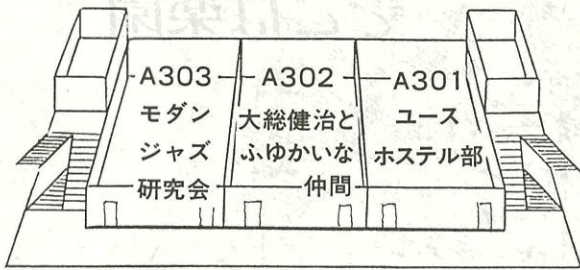 A303
モダン
ジャズ
研究会
A302
大総健治と
ふゆかいな
仲間
A301
ユース
ホステル部